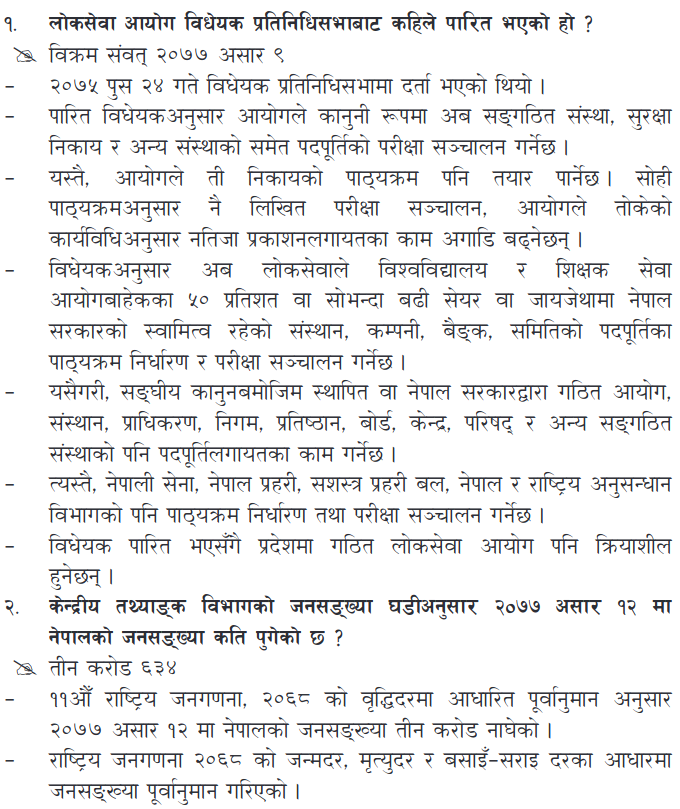 १. लोकसेवा आयोग विधेयक प्रतिनिधिसभाबाट कहिले पारित भएको हो ?
विक्रम संवत् २०७७ असार ९
– २०७५ पुस २४ गते विधेयक प्रतिनिधिसभामा दर्ता भएको थियो ।
– पारित विधेयकअनुसार आयोगले कानुनी रूपमा अब सङ्गठित संस्था, सुरक्षा
निकाय र अन्य संस्थाको समेत पदपूर्तिको परीक्षा सञ्चालन गर्नेछ ।
– यस्तै, आयोगले ती निकायको पाठ्यक्रम पनि तयार पार्नेछ । सोही
पाठ्यक्रमअनुसार नै लिखित परीक्षा सञ्चालन, आयोगले तोकेको
कार्यविधिअनुसार नतिजा प्रकाशनलगायतका काम अगाडि बढ्नेछन् ।
– विधेयकअनुसार अब लोकसेवाले विश्वविद्यालय र शिक्षक सेवा
आयोगबाहेकका ५० प्रतिशत वा सोभन्दा बढी सेयर वा जायजेथामा नेपाल
सरकारको स्वामित्व रहेको संस्थान, कम्पनी, बैङ्क, समितिको पदपूर्तिका
पाठ्यक्रम निर्धारण र परीक्षा सञ्चालन गर्नेछ ।
– यसैगरी, सङ्घीय कानुनबमोजिम स्थापित वा नेपाल सरकारद्वारा गठित आयोग,
संस्थान, प्राधिकरण, निगम, प्रतिष्ठान, बोर्ड, केन्द्र, परिषद् र अन्य सङ्गठित
संस्थाको पनि पदपूर्तिलगायतका काम गर्नेछ ।
– त्यस्तै, नेपाली सेना, नेपाल प्रहरी, सशस्त्र प्रहरी बल, नेपाल र राष्ट्रिय अनुसन्धान
विभागको पनि पाठ्यक्रम निर्धारण तथा परीक्षा सञ्चालन गर्नेछ ।
– विधेयक पारित भएसँगै प्रदेशमा गठित लोकसेवा आयोग पनि क्रियाशील
हुनेछन् ।
२. केन्द्रीय तथ्याङ्क विभागको जनसङ्ख्या घडीअनुसार २०७७ असार १२ मा
नेपालको जनसङ्ख्या कति पुगेको छ ?
तीन करोड ६३४
– ११औँ राष्ट्रिय जनगणना, २०६८ को वृद्धिदरमा आधारित पूर्वानुमान अनुसार
२०७७ असार १२ मा नेपालको जनसङ्ख्या तीन करोड नाघेको ।
– राष्ट्रिय जनगणना २०६८ को जन्मदर, मृत्युदर र बसाइँ–सराइ दरका आधारमा
जनसङ्ख्या पूर्वानुमान गरिएको ।